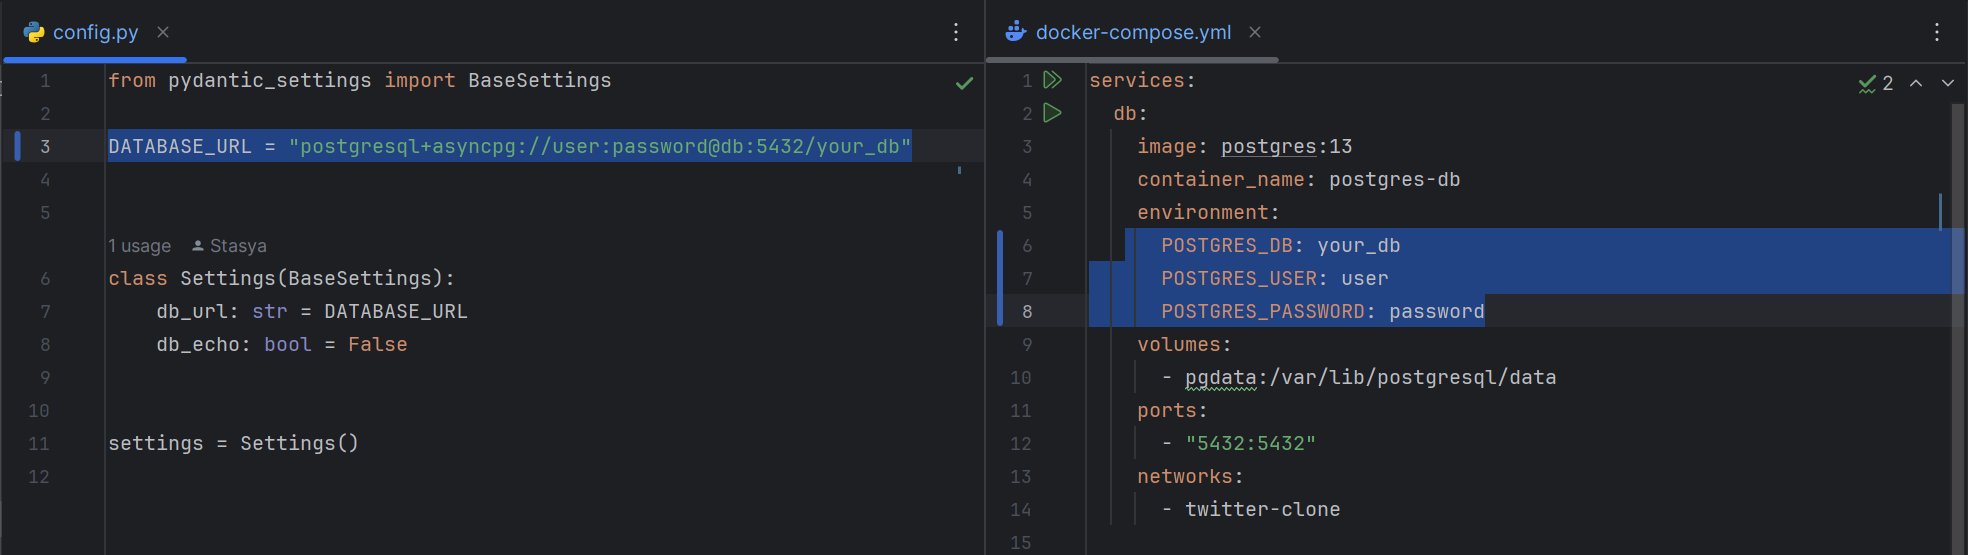 config.py
1 from pydantic_settings import BaseSettings
2
3 DATABASE_URL = "postgresql+asyncpg://user:password@db:5432/your_db"
4
5
1 usage Stasya
6 class Settings(BaseSettings):
7     db_url: str = DATABASE_URL
8     db_echo: bool = False
9
10
11 settings = Settings()
12
docker-compose.yml
2
1 services:
2   db:
3     image: postgres:13
4     container_name: postgres-db
5     environment:
6       POSTGRES_DB: your_db
7       POSTGRES_USER: user
8       POSTGRES_PASSWORD: password
9     volumes:
10       - pgdata:/var/lib/postgresql/data
11     ports:
12       - "5432:5432"
13     networks:
14       - twitter-clone
15